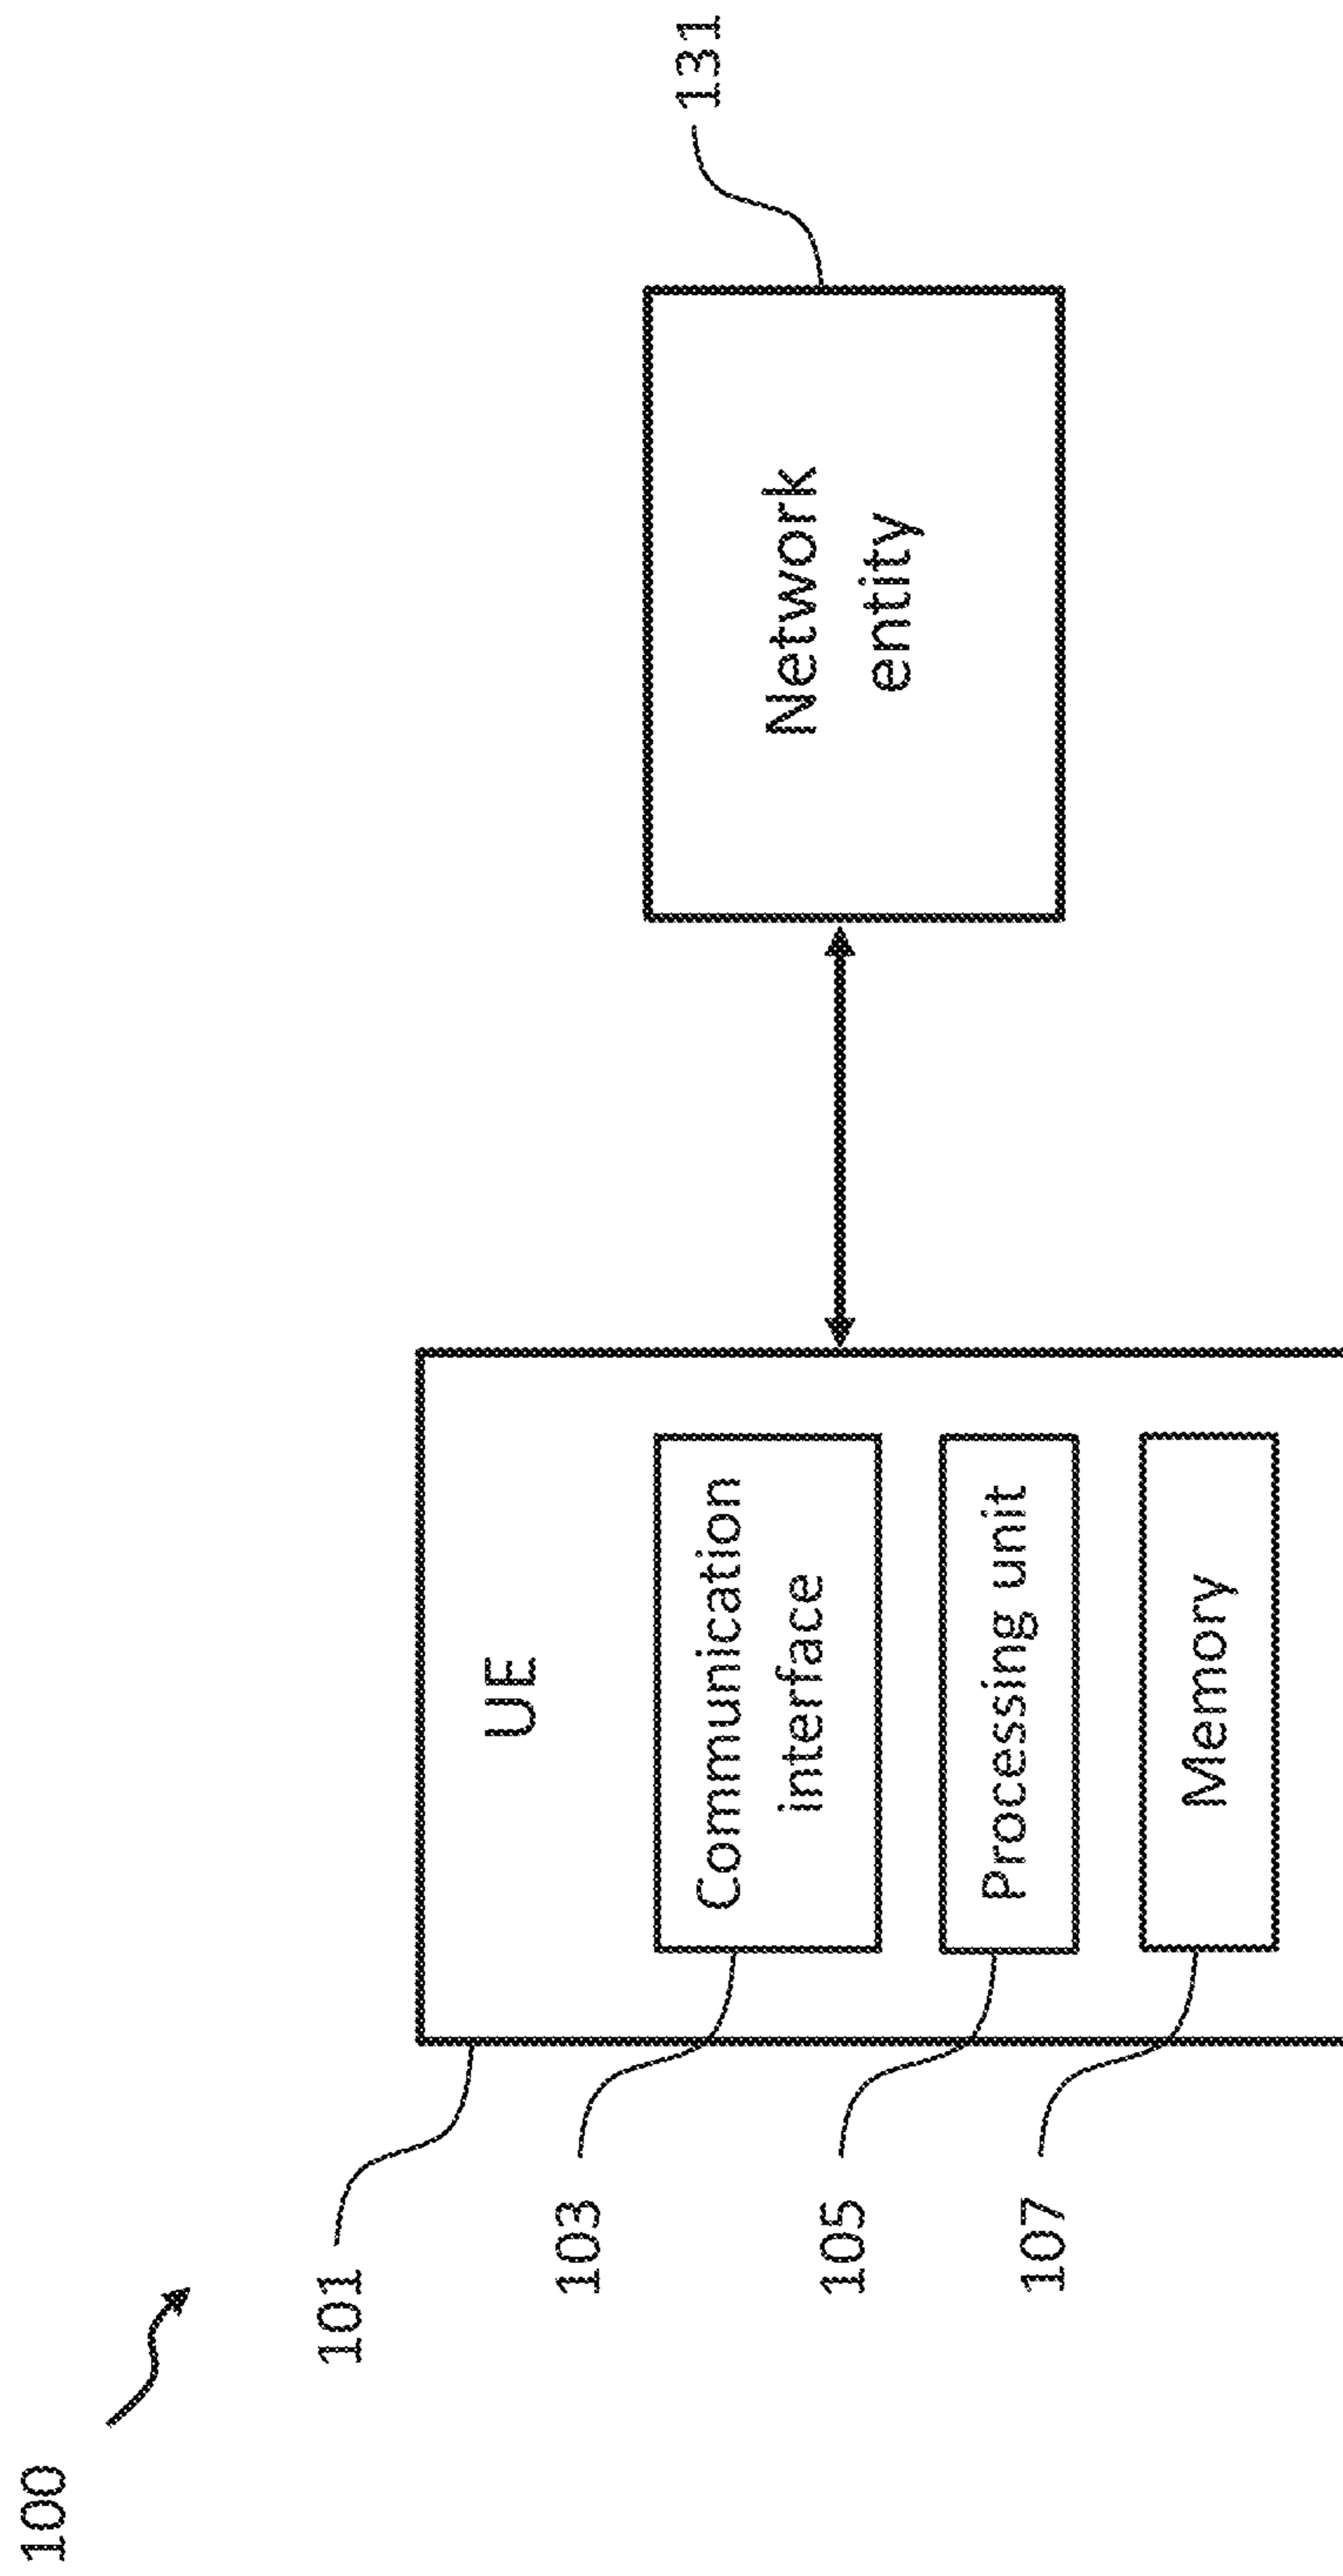 100
101
UE
131
103
Communication
interface
Network
entity
105
Processing unit
107
Memory